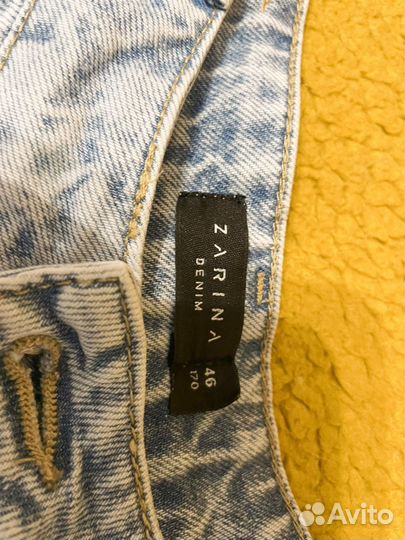 ZARINA
DENIM
46
170
Avito